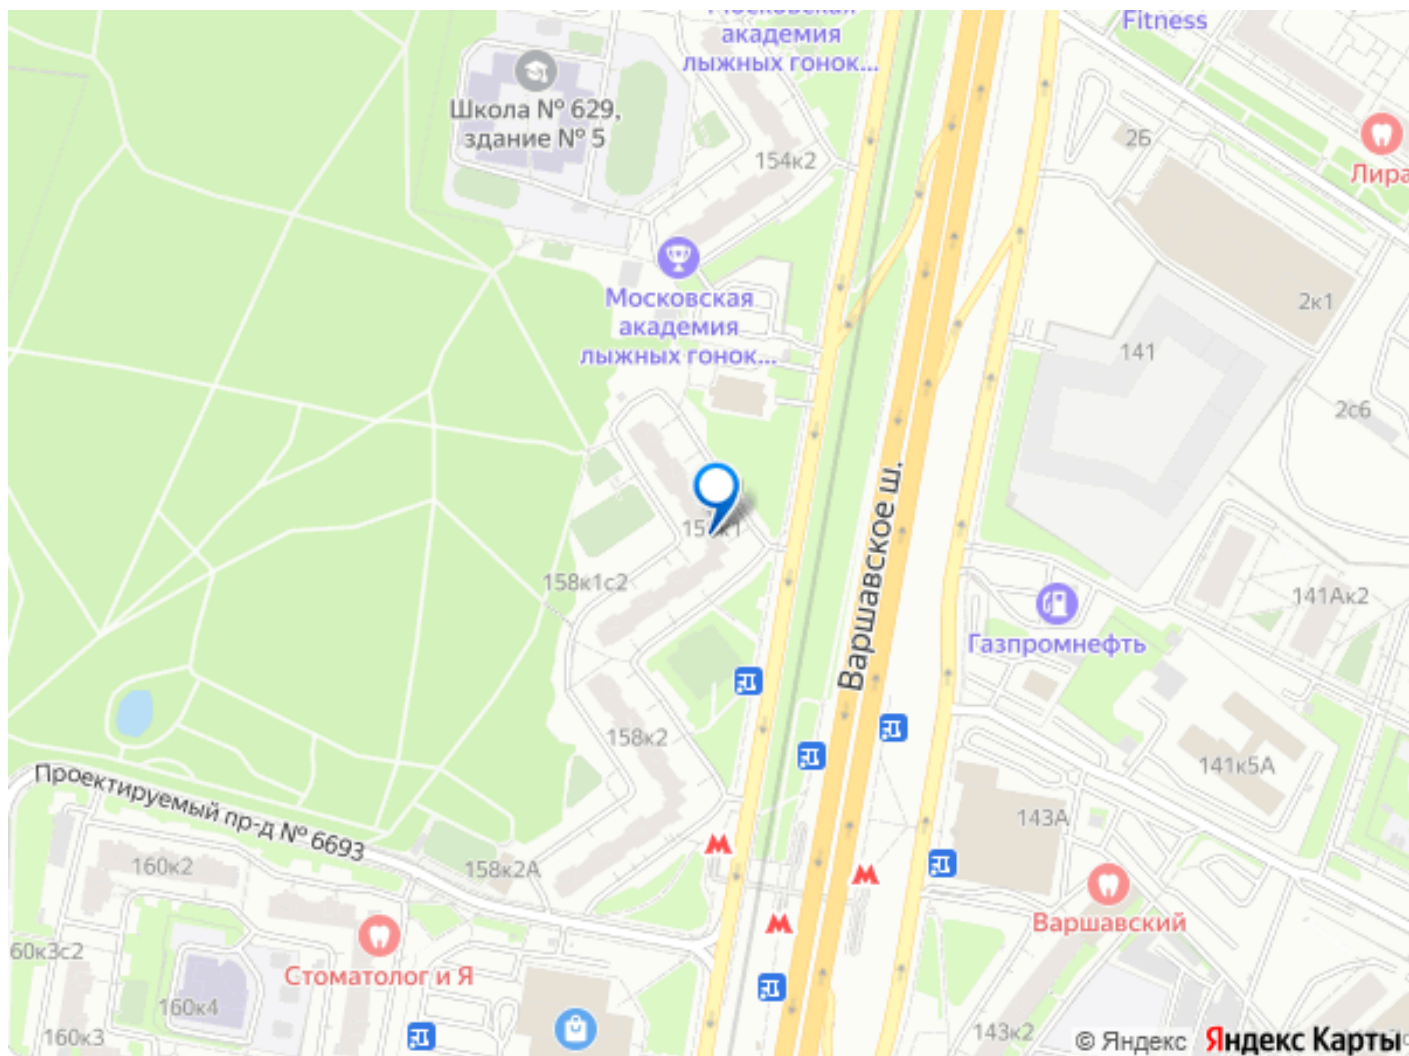 Московская
академия
лыжных гонок...
Fitness
Школа № 629,
здание № 5
154к2
2б
Лира
Московская
академия
лыжных гонок...
2к1
141
2с6
Варшавское ш.
158к1с2
141Ак2
Газпромнефть
158к2
141к5А
143А
Проектируемый пр-д № 6693
160к2
158к2А
Варшавский
60к3с2
Стоматолог и Я
160к4
160к3
143к2
© Яндекс Яндекс Карты